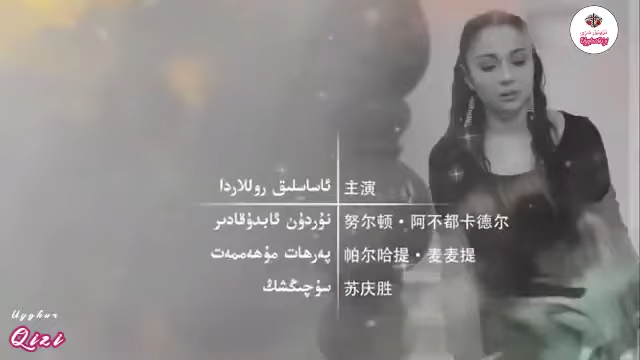 ئاساسلىق روللاردا 主演
نۇردۇن ئابدۇقادىر 努尔顿·阿不都卡德尔
پەرھات مۇھەممەت 帕尔哈提·麦麦提
سۇچىڭشىڭ 苏庆胜
Uyghur
Qizi